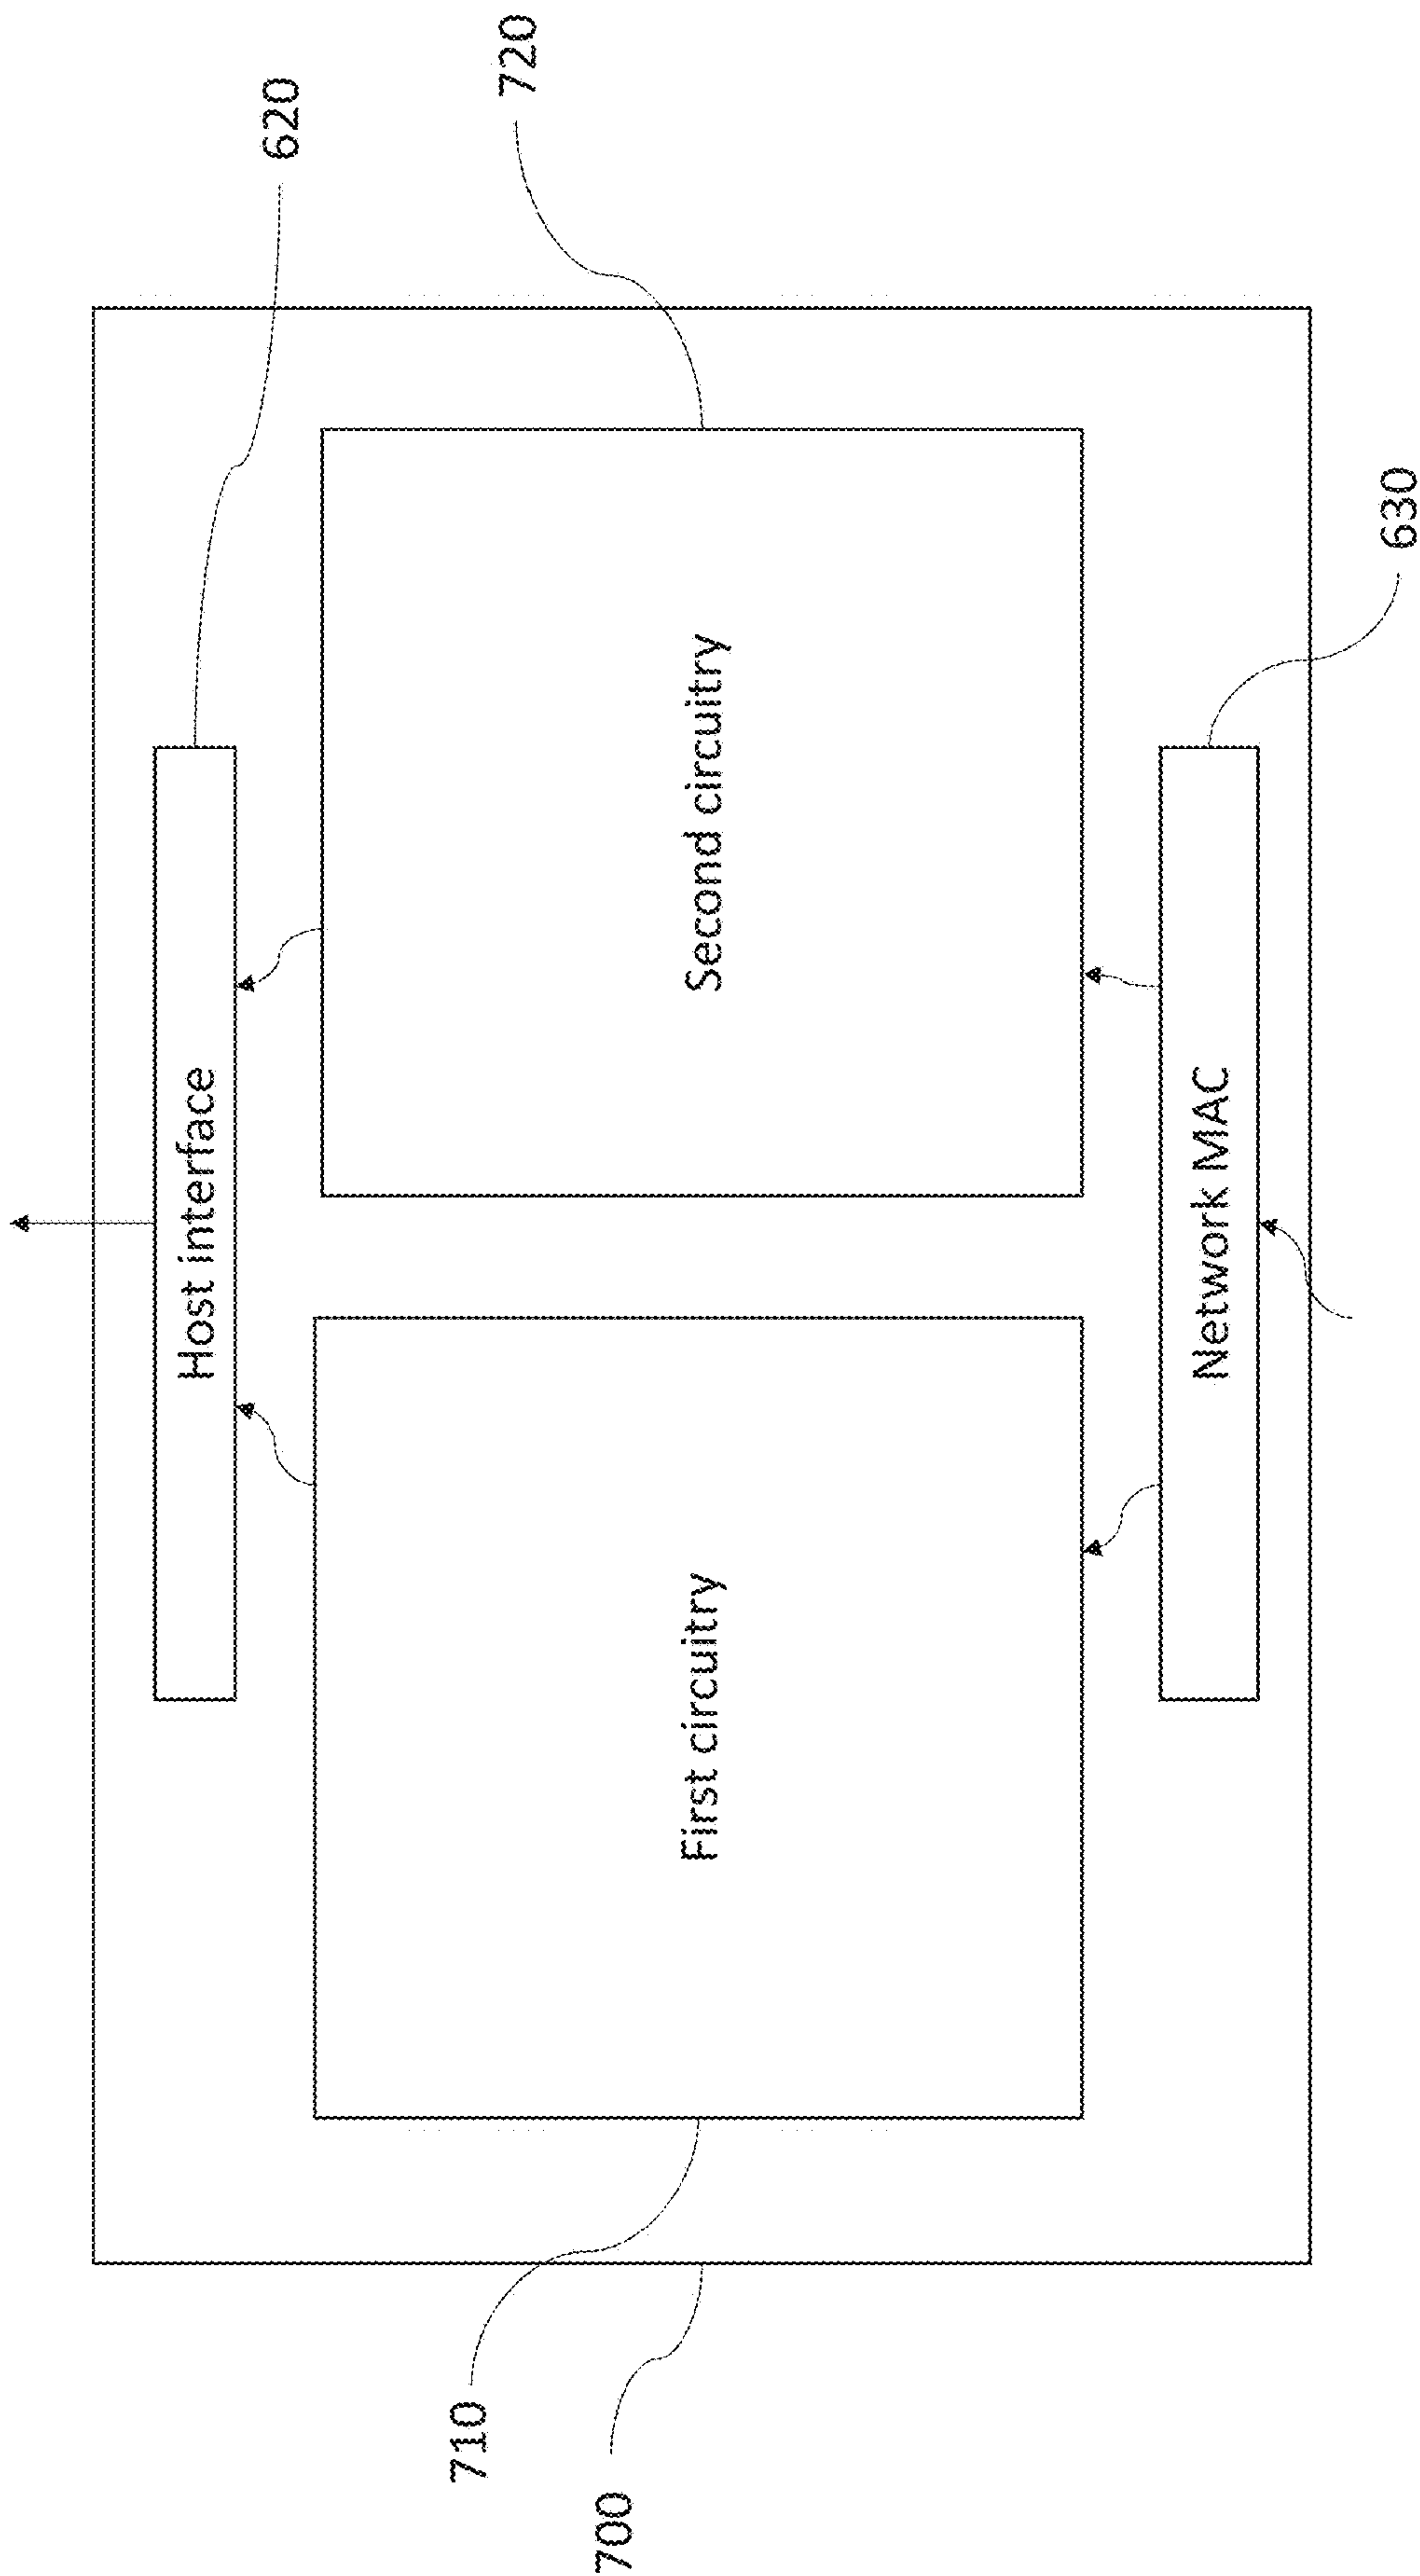 620
720
Host interface
First circuitry
Second circuitry
Network MAC
710
700
630